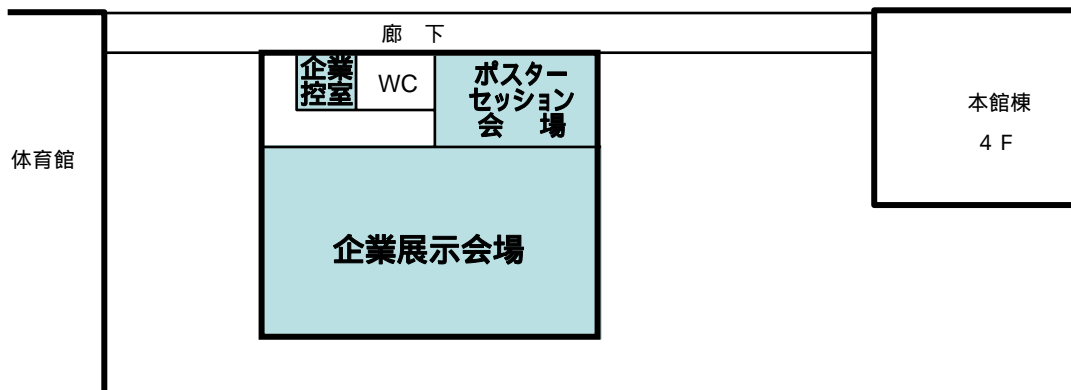 廊 下
企業
控室
WC
ポスター
セッション
会 場
本館棟
４Ｆ
体育館
企業展示会場